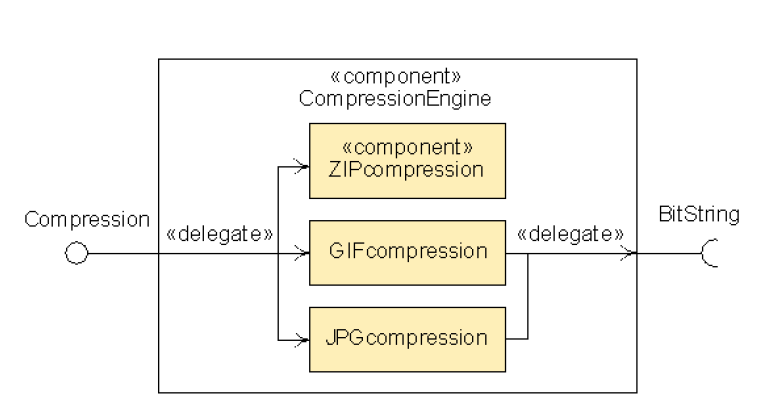 «component»
CompressionEngine
«component»
ZIPcompression
Compression
«delegate»
GIFcompression
«delegate»
BitString
JPGcompression